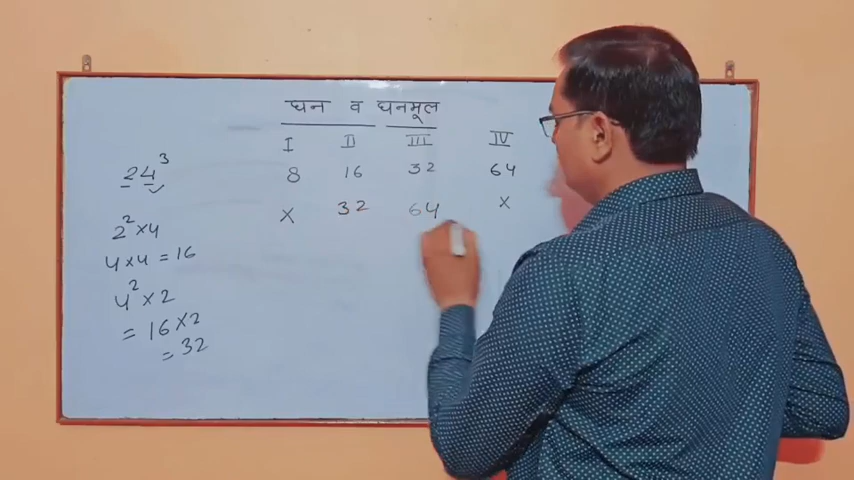 घन व घनमूल
I II III IV
24³ 8 16 32 64
X 32 64 X
2² x 4
4 x 4 = 16
4² x 2
= 16 x 2
= 32